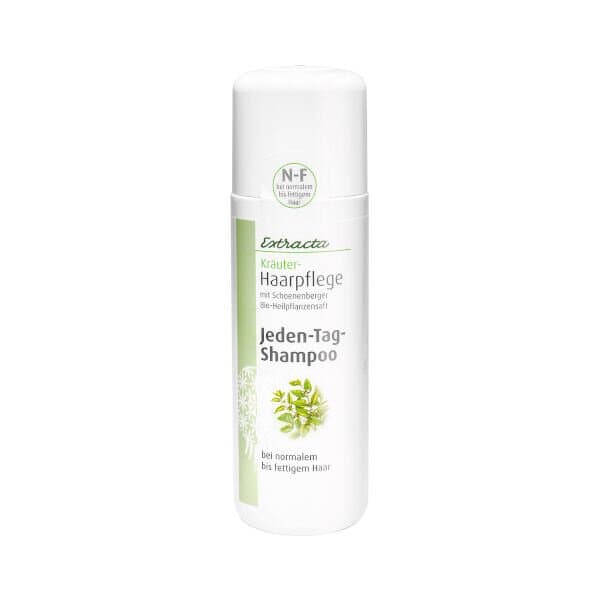 N-F
bei normalem
bis fettigem
Haar
Extracta
Kräuter-
Haarpflege
mit Schoenenberger
Bio-Heilpflanzensaft
Jeden-Tag-
Shampoo
bei normalem
bis fettigem Haar